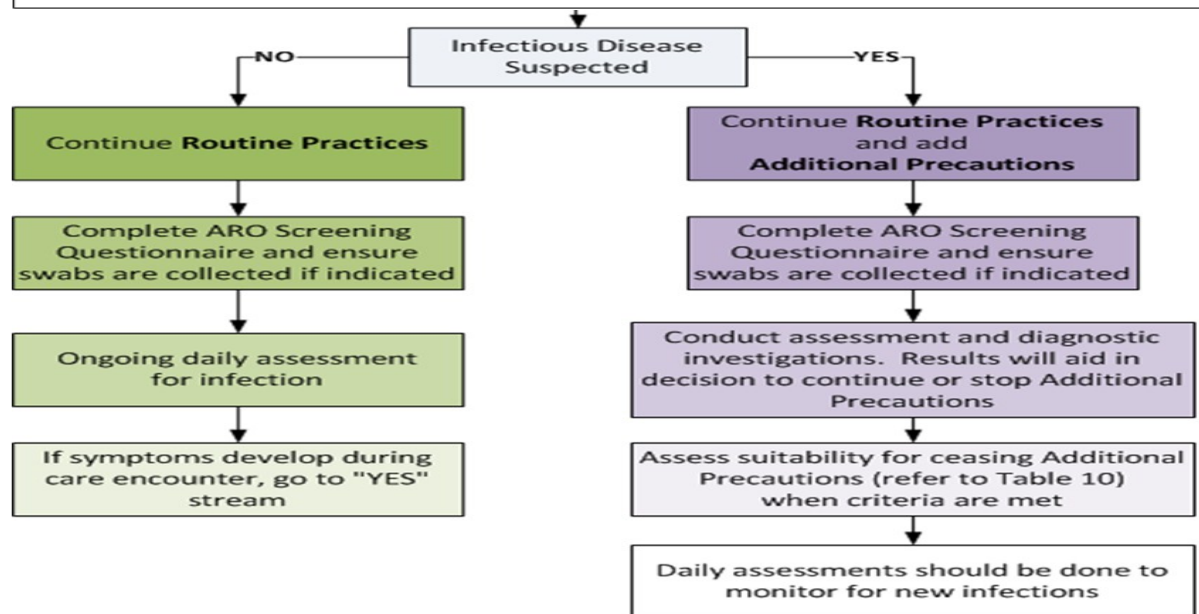 Infectious Disease
Suspected
NO
YES
Continue Routine Practices
Complete ARO Screening
Questionnaire and ensure
swabs are collected if indicated
Ongoing daily assessment
for infection
If symptoms develop during
care encounter, go to "YES"
stream
Continue Routine Practices
and add
Additional Precautions
Complete ARO Screening
Questionnaire and ensure
swabs are collected if indicated
Conduct assessment and diagnostic
investigations.  Results will aid in
decision to continue or stop Additional
Precautions
Assess suitability for ceasing Additional
Precautions (refer to Table 10)
when criteria are met
Daily assessments should be done to
monitor for new infections